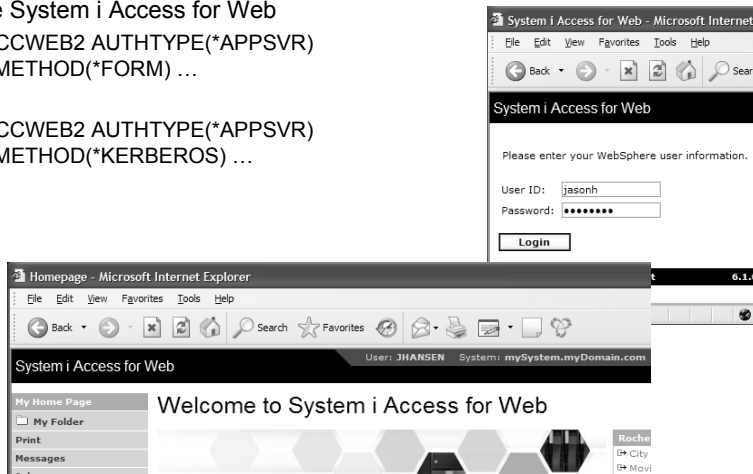 System i Access for Web
CCWEB2 AUTHTYPE(*APPSVR)
METHOD(*FORM) …
CCWEB2 AUTHTYPE(*APPSVR)
METHOD(*KERBEROS) …
System i Access for Web - Microsoft Internet
File Edit View Favorites Tools Help
Back
System i Access for Web
Please enter your WebSphere user information.
User ID: jasonh
Password: ••••••••
Login
Homepage - Microsoft Internet Explorer
File Edit View Favorites Tools Help
Back Search Favorites
User: JHANSEN System: mySystem.myDomain.com
System i Access for Web
My Home Page
My Folder
Print
Messages
Welcome to System i Access for Web
City